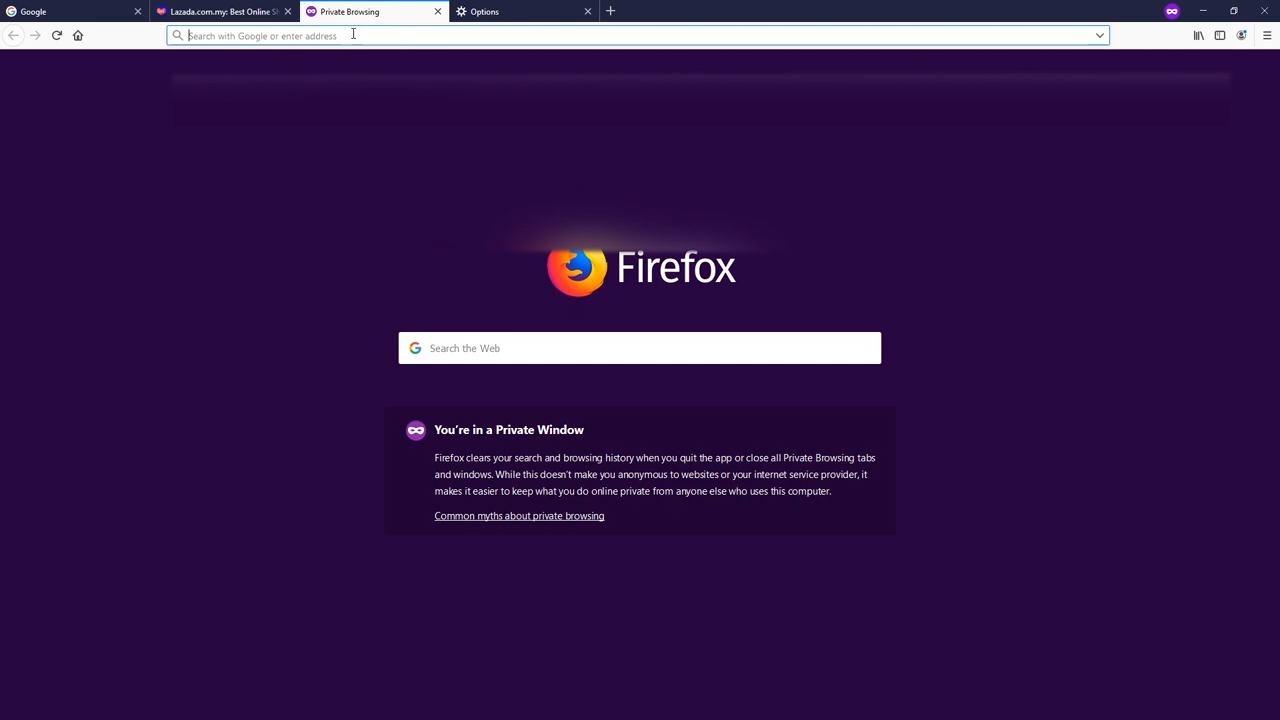 Google
Lazada.com.my: Best Online Sh
Private Browsing
Options
Search with Google or enter address
Firefox
Search the Web
You're in a Private Window
Firefox clears your search and browsing history when you quit the app or close all Private Browsing tabs
and windows. While this doesn't make you anonymous to websites or your internet service provider, it
makes it easier to keep what you do online private from anyone else who uses this computer.
Common myths about private browsing